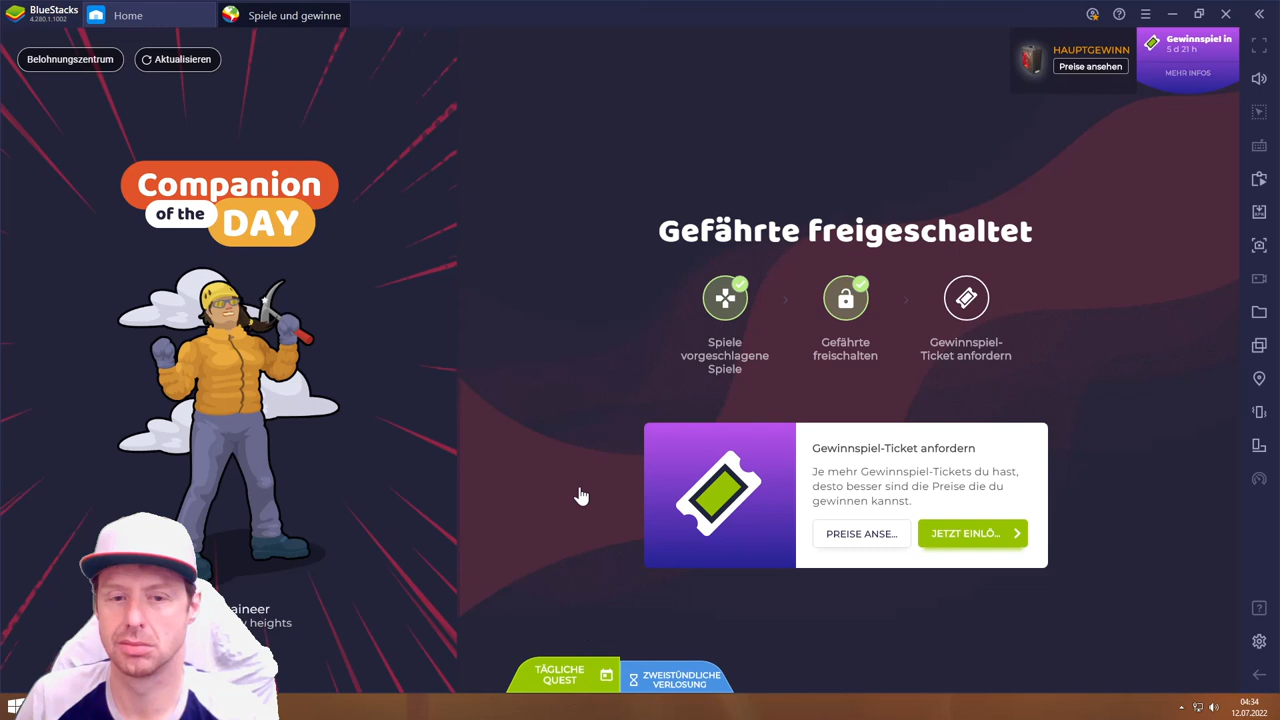 BlueStacks
4.280.1.1002
Home
Spiele und gewinne
Belohnungszentrum
Aktualisieren
HAUPTGEWINN
Preise ansehen
Gewinnspiel in
5 d 21 h
MEHR INFOS
Companion
of the
DAY
Gefährte freigeschaltet
Spiele
vorgeschlagene
Spiele
Gefährte
freischalten
Gewinnspiel-
Ticket anfordern
Gewinnspiel-Ticket anfordern
Je mehr Gewinnspiel-Tickets du hast,
desto besser sind die Preise die du
gewinnen kannst.
PREISE ANSE...
JETZT EINLÖ...
heights
TÄGLICHE
QUEST
ZWEISTÜNDLICHE
VERLOSUNG
04:34
12.07.2022